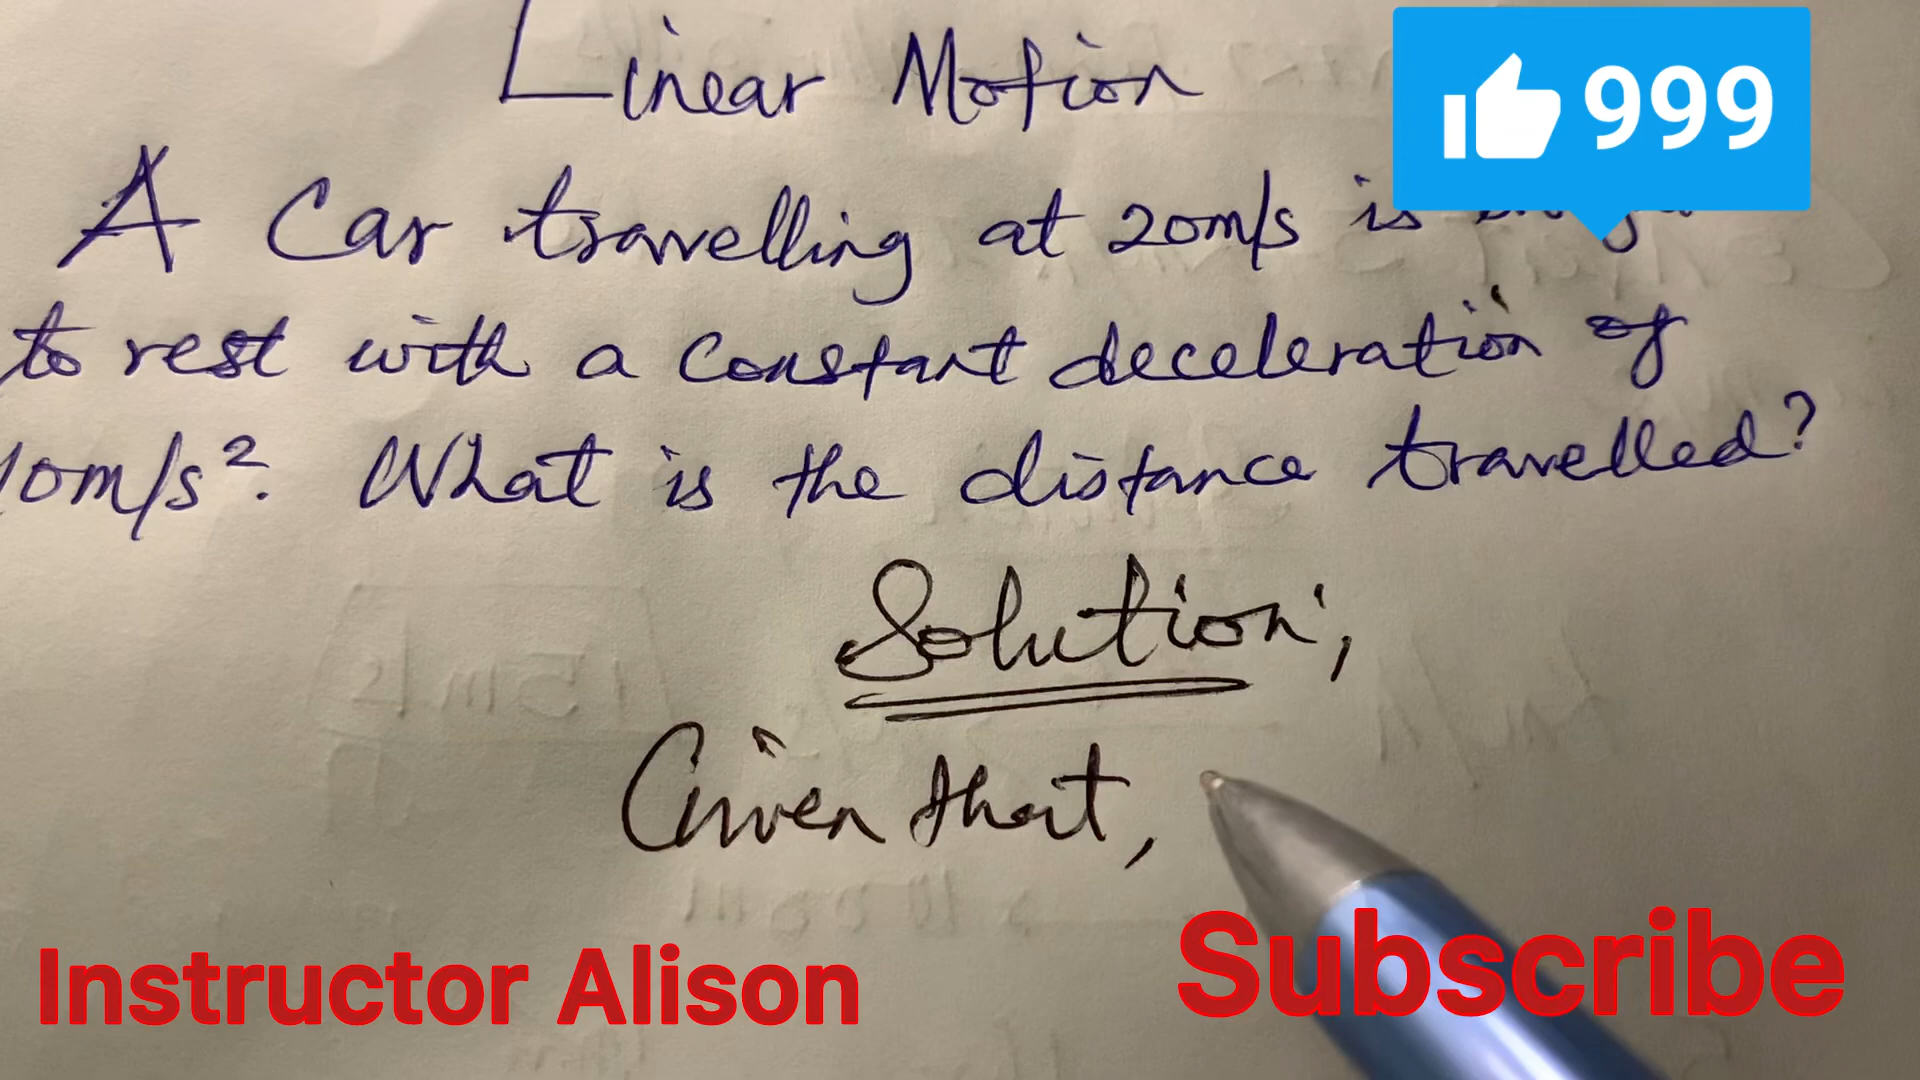 Linear Motion
999
A Car travelling at 20m/s is
to rest with a constant deceleration of
10m/s². What is the distance travelled?
Solution;
Given that,
Instructor Alison
Subscribe